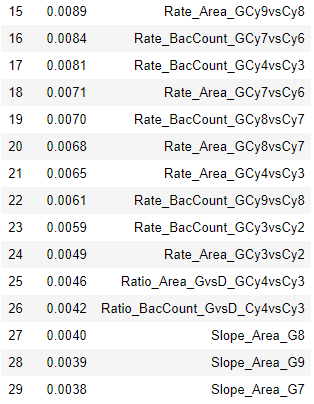 15 0.0089 Rate_Area_GCy9vsCy8
16 0.0084 Rate_BacCount_GCy7vsCy6
17 0.0081 Rate_BacCount_GCy4vsCy3
18 0.0071 Rate_Area_GCy7vsCy6
19 0.0070 Rate_BacCount_GCy8vsCy7
20 0.0068 Rate_Area_GCy8vsCy7
21 0.0065 Rate_Area_GCy4vsCy3
22 0.0061 Rate_BacCount_GCy9vsCy8
23 0.0059 Rate_BacCount_GCy3vsCy2
24 0.0049 Rate_Area_GCy3vsCy2
25 0.0046 Ratio_Area_GvsD_GCy4vsCy3
26 0.0042 Ratio_BacCount_GvsD_Cy4vsCy3
27 0.0040 Slope_Area_G8
28 0.0039 Slope_Area_G9
29 0.0038 Slope_Area_G7